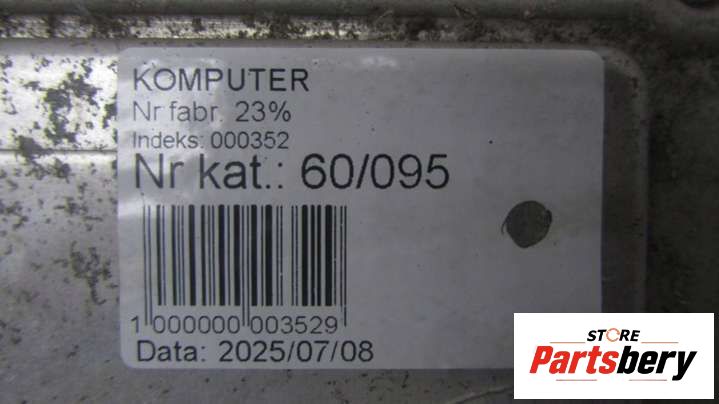 KOMPUTER
Nr fabr. 23%
Indeks: 000352
Nr kat.: 60/095
1 000000 003529
Data: 2025/07/08
STORE
Partsbery